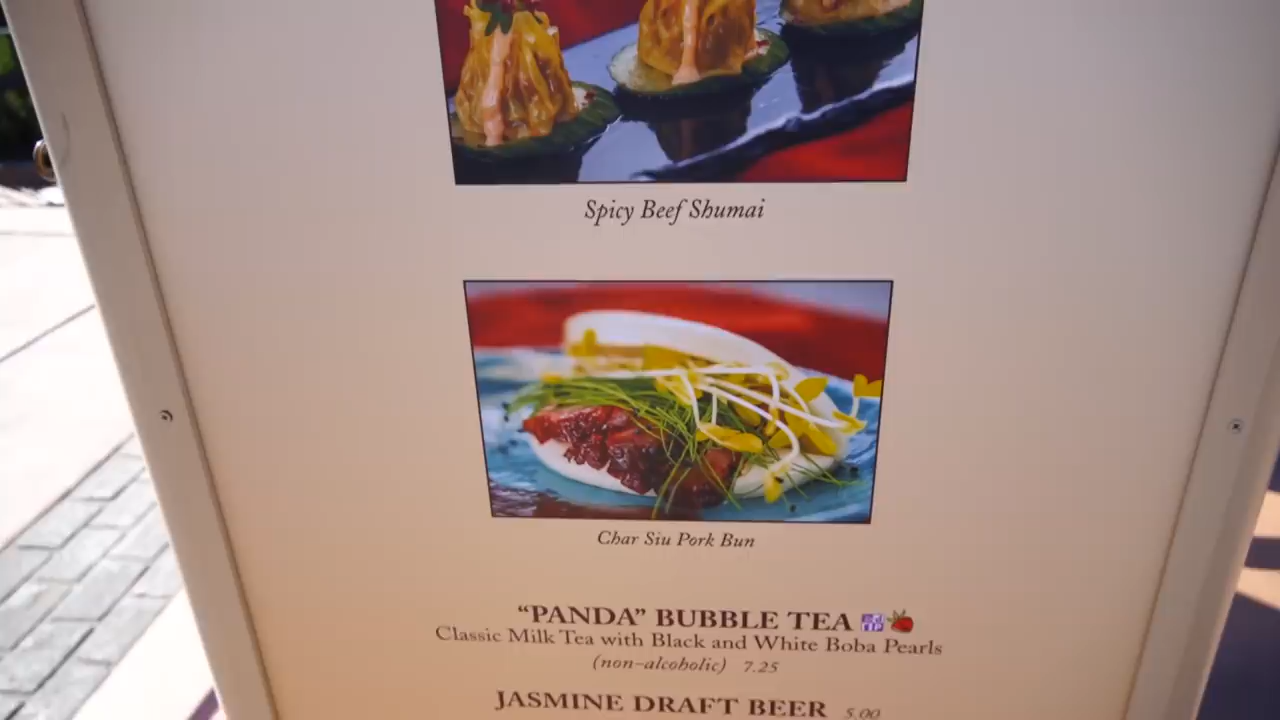 Spicy Beef Shumai
Char Siu Pork Bun
“PANDA” BUBBLE TEA
Classic Milk Tea with Black and White Boba Pearls
(non-alcoholic) 7.25
JASMINE DRAFT BEER 5.00